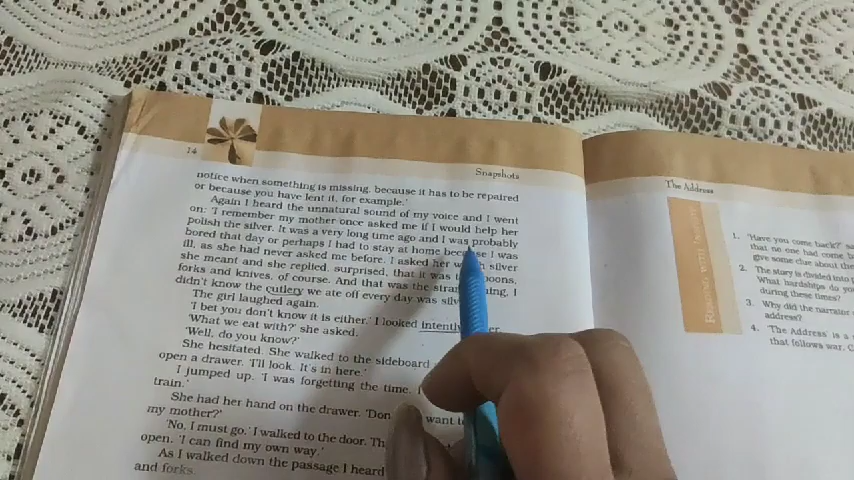 14
Snapshots
notice when something is missing, because it has to be repaired
or because you have lent it, for example.'
Again I heard the unnatural sound of my voice and I went
on: 'I remember my mother once asked me if I would help her
polish the silver. It was a very long time ago and I was probably
bored that day or perhaps I had to stay at home because I was
ill, as she had never asked me before. I asked her which silver
she meant and she replied, surprised, that it was the spoons,
forks and knives, of course. And that was the strange thing, I
didn't know the cutlery we ate off every day was
The girl laughed again.
'I bet you don't know it is either.' I looked intently
'What we eat with?' she asked.
'Well, do you know?'
She hesitated. She walked to the sideboard
open a drawer. 'I'll look. It's in here.'
I jumped up. 'I was forgetting the time.
train.'
She had her hand on the drawer. 'Don want
my mother?'
'No, I must go.' I walked to the door.
open. 'I can find my own way.'
As I walked down the passage I heard
and forks.
The Address
1. 'Have you come back?'
that no one had come
give some clue about the
2. The story is divided into
What hardships do
during these times?
3. Why did the narrator
address?
4. 'The Address' is a
that follows war.